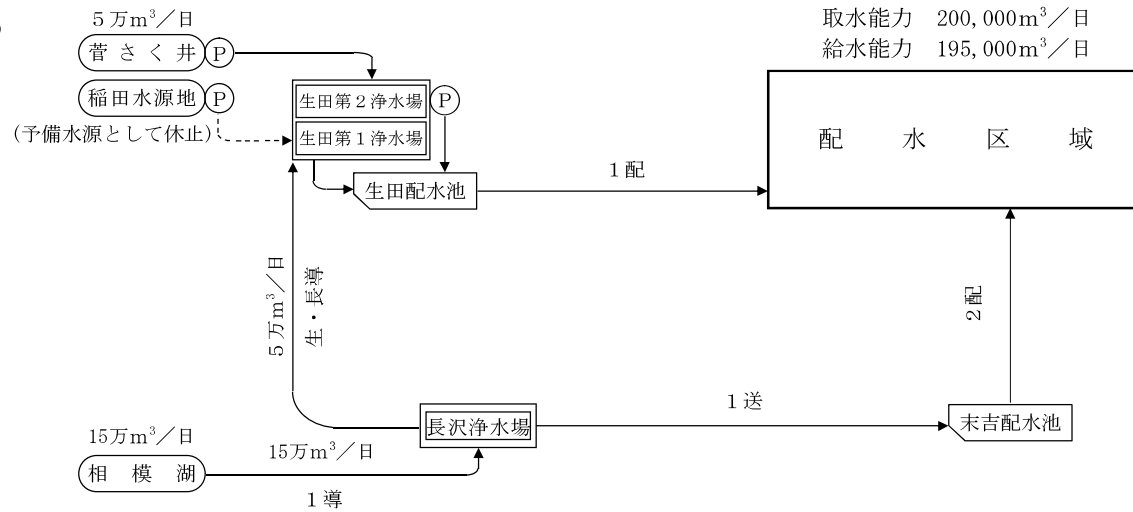 5万m³／日
菅さく井
P
稲田水源地
P
(予備水源として休止)
生田第2浄水場
生田第1浄水場
P
生田配水池
1配
取水能力 200,000m³／日
給水能力 195,000m³／日
配水区域
5万m³／日
生・長導
2配
1送
長沢浄水場
末吉配水池
15万m³／日
相模湖
15万m³／日
1導